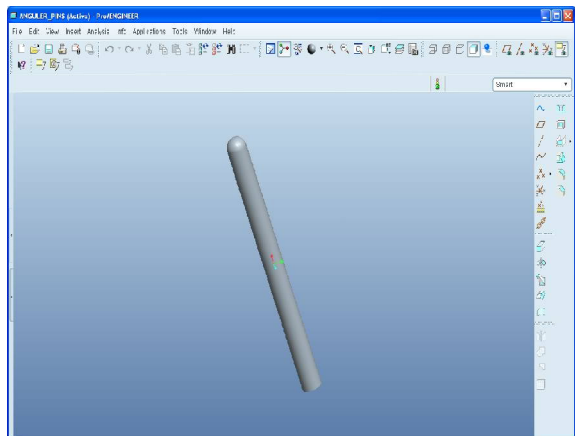 ANGULER_PINS (Active) - Pro/ENGINEER
File Edit View Insert Analysis Info Applications Tools Window Help
Smart